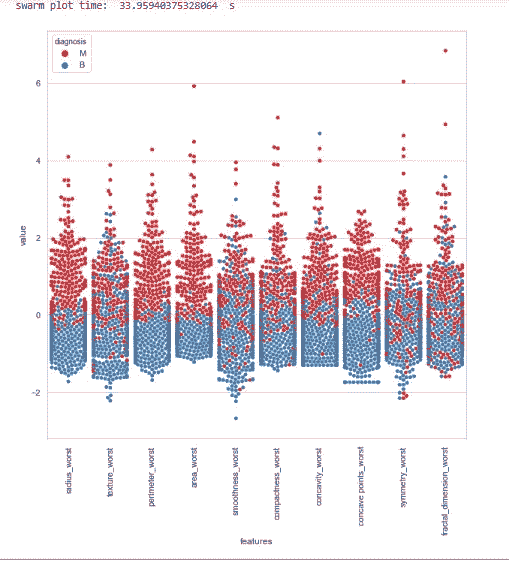 swarm plot time: 33.95940375328064 s
diagnosis
M
B
6
4
2
0
-2
value
radius_worst
texture_worst
perimeter_worst
area_worst
smoothness_worst
compactness_worst
concavity_worst
concave points_worst
symmetry_worst
fractal_dimension_worst
features